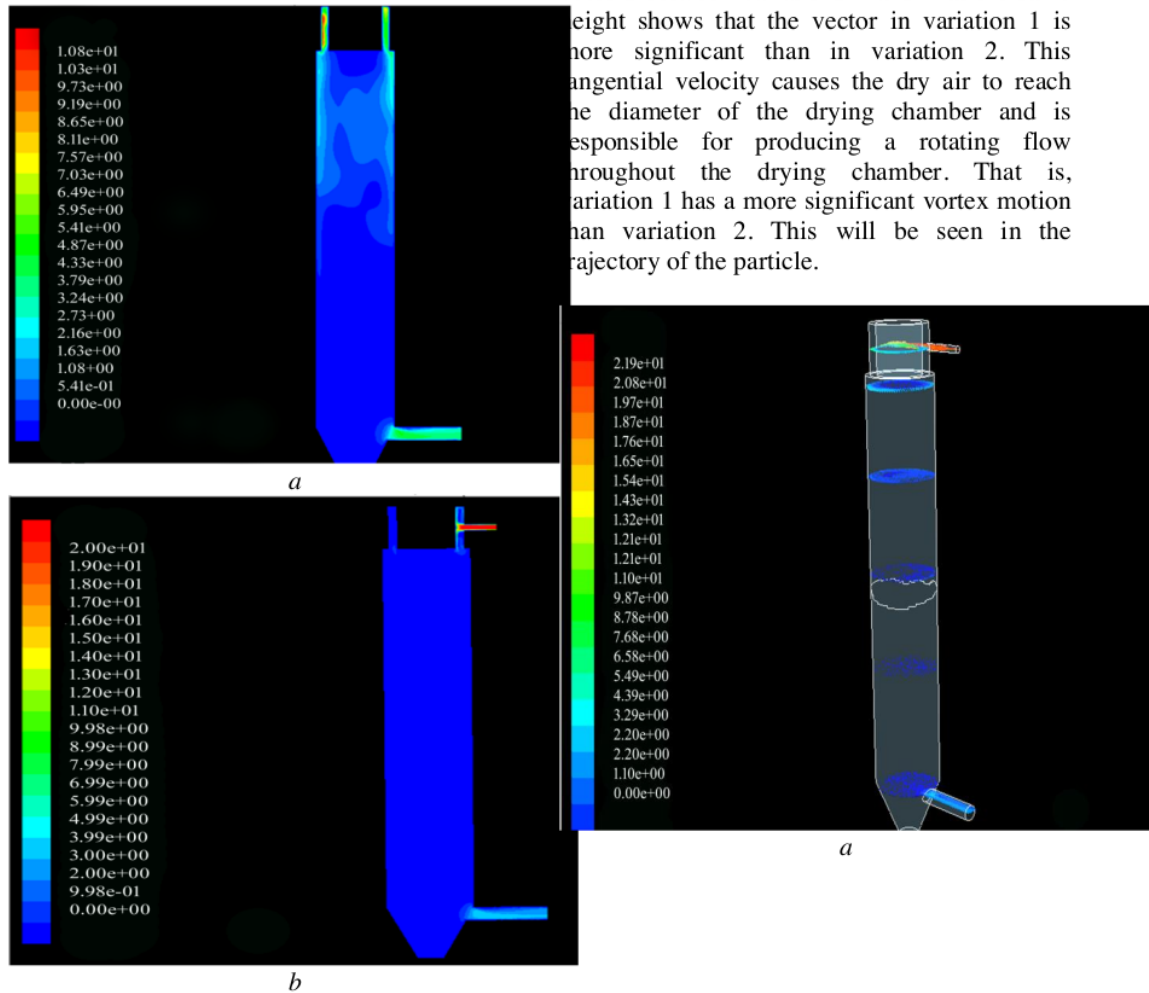 1.08e+01
1.03e+01
9.73e+00
9.19e+00
8.65e+01
8.11e+00
7.57e+00
7.03e+00
6.49e+00
5.95e+00
5.41e+00
4.87e+00
4.33e+00
3.79e+00
3.24e+00
2.73+00
2.16e+00
1.63e+00
1.08+00
5.41e-01
0.00e-00
a
2.00e+01
1.90e+01
1.80e+01
1.70e+01
1.60e+01
1.50e+01
1.40e+01
1.30e+01
1.20e+01
1.10e+01
9.98e+00
8.99e+00
7.99e+00
6.99e+00
5.99e+00
4.99e+00
3.99e+00
3.00e+00
2.00e+00
9.98e-01
0.00e+00
b
height shows that the vector in variation 1 is
more significant than in variation 2. This
angential velocity causes the dry air to reach
he diameter of the drying chamber and is
esponsible for producing a rotating flow
hroughout the drying chamber. That is,
variation 1 has a more significant vortex motion
han variation 2. This will be seen in the
rajectory of the particle.
2.19e+01
2.08e+01
1.97e+01
1.87e+01
1.76e+01
1.65e+01
1.54e+01
1.43e+01
1.32e+01
1.21e+01
1.21e+01
1.10e+01
9.87e+00
8.78e+00
7.68e+00
6.58e+00
5.49e+00
4.39e+00
3.29e+00
2.20e+00
2.20e+00
1.10e+00
0.00e+00
a